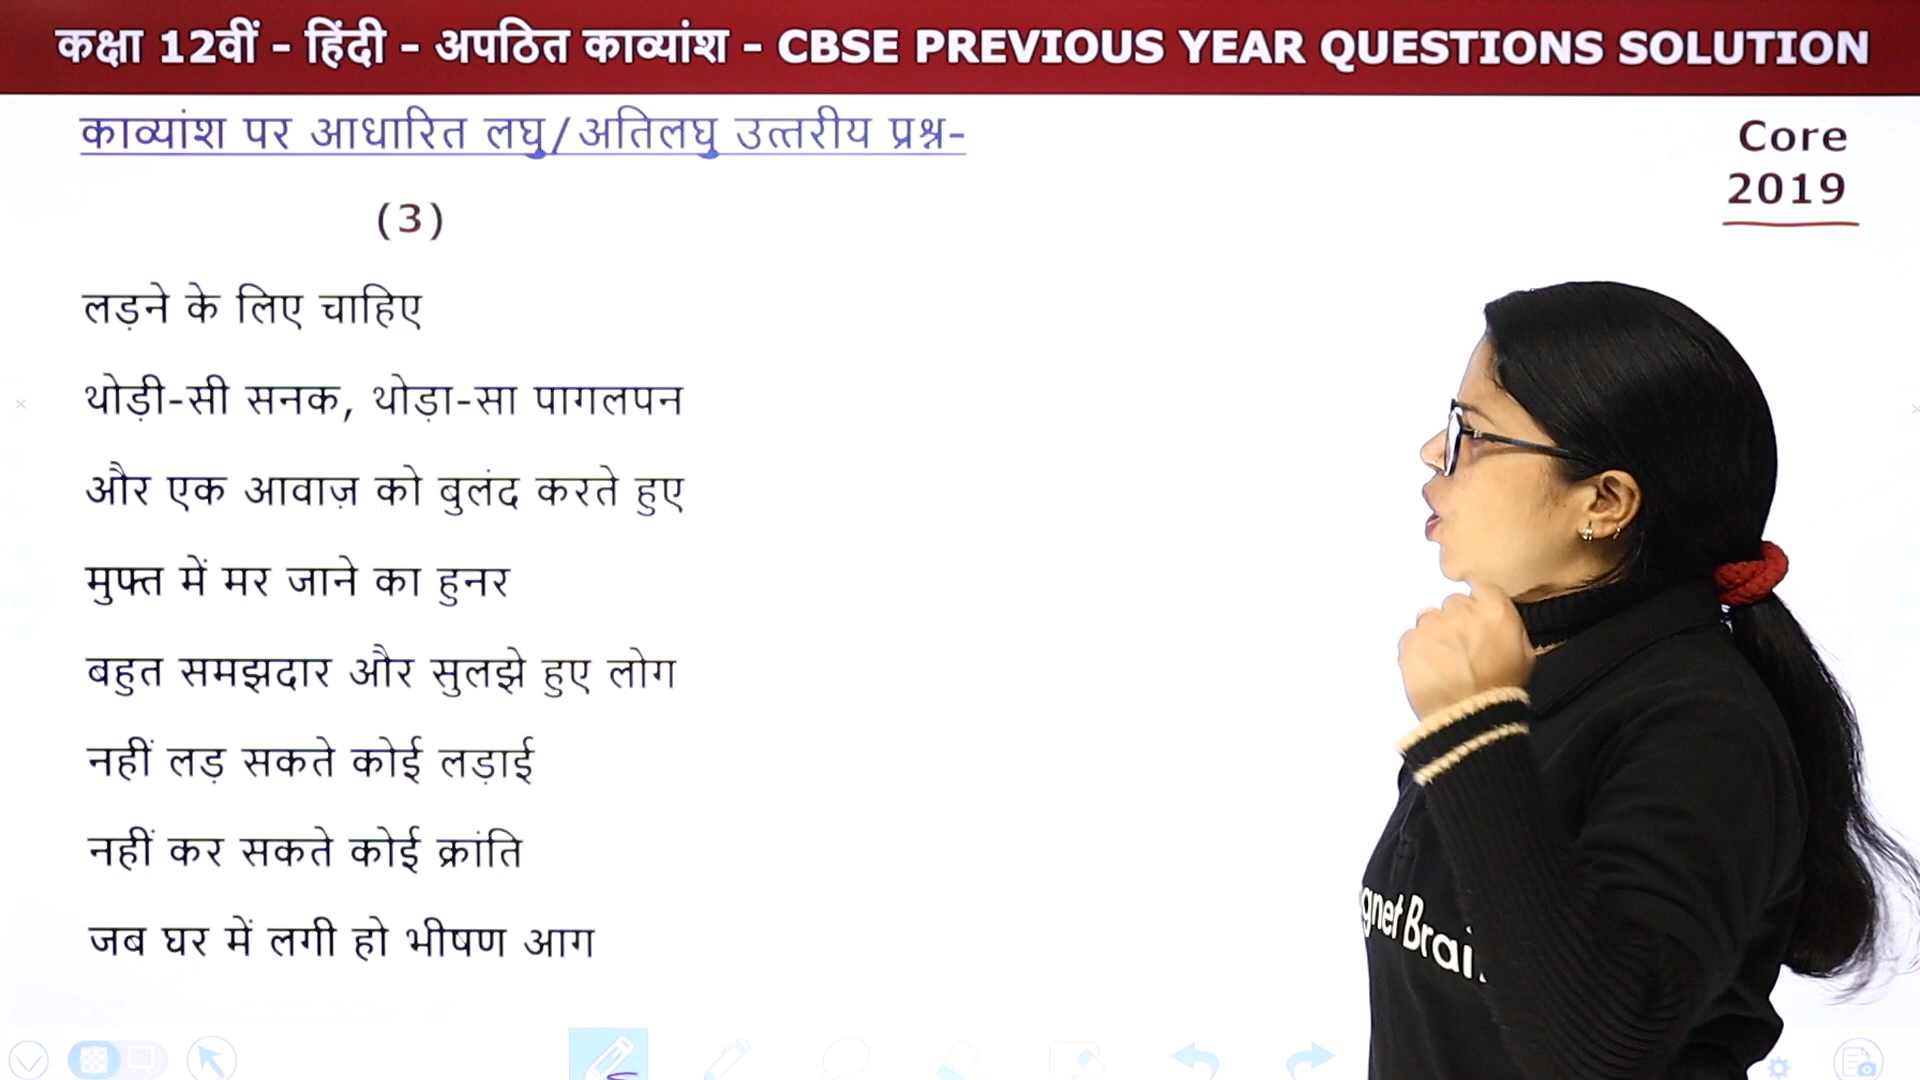 कक्षा 12वीं - हिंदी - अपठित काव्यांश - CBSE PREVIOUS YEAR QUESTIONS SOLUTION
काव्यांश पर आधारित लघु/अतिलघु उत्तरीय प्रश्न-
Core
2019
(3)
लड़ने के लिए चाहिए
थोड़ी-सी सनक, थोड़ा-सा पागलपन
और एक आवाज़ को बुलंद करते हुए
मुफ्त में मर जाने का हुनर
बहुत समझदार और सुलझे हुए लोग
नहीं लड़ सकते कोई लड़ाई
नहीं कर सकते कोई क्रांति
जब घर में लगी हो भीषण आग
gnet Brai